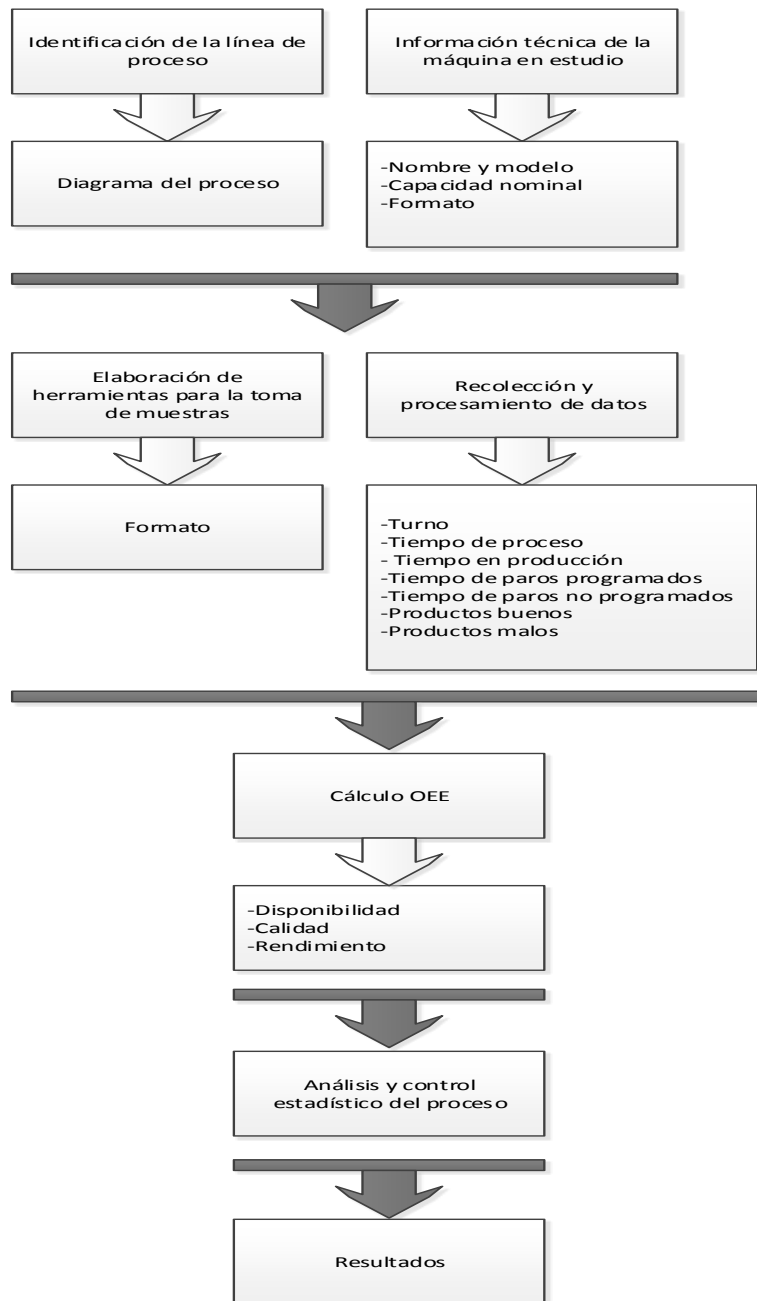 Identificación de la línea de
proceso
Información técnica de la
máquina en estudio
Diagrama del proceso
-Nombre y modelo
-Capacidad nominal
-Formato
Elaboración de
herramientas para la toma
de muestras
Recolección y
procesamiento de datos
Formato
-Turno
-Tiempo de proceso
- Tiempo en producción
-Tiempo de paros programados
-Tiempo de paros no programados
-Productos buenos
-Productos malos
Cálculo OEE
-Disponibilidad
-Calidad
-Rendimiento
Análisis y control
estadístico del proceso
Resultados